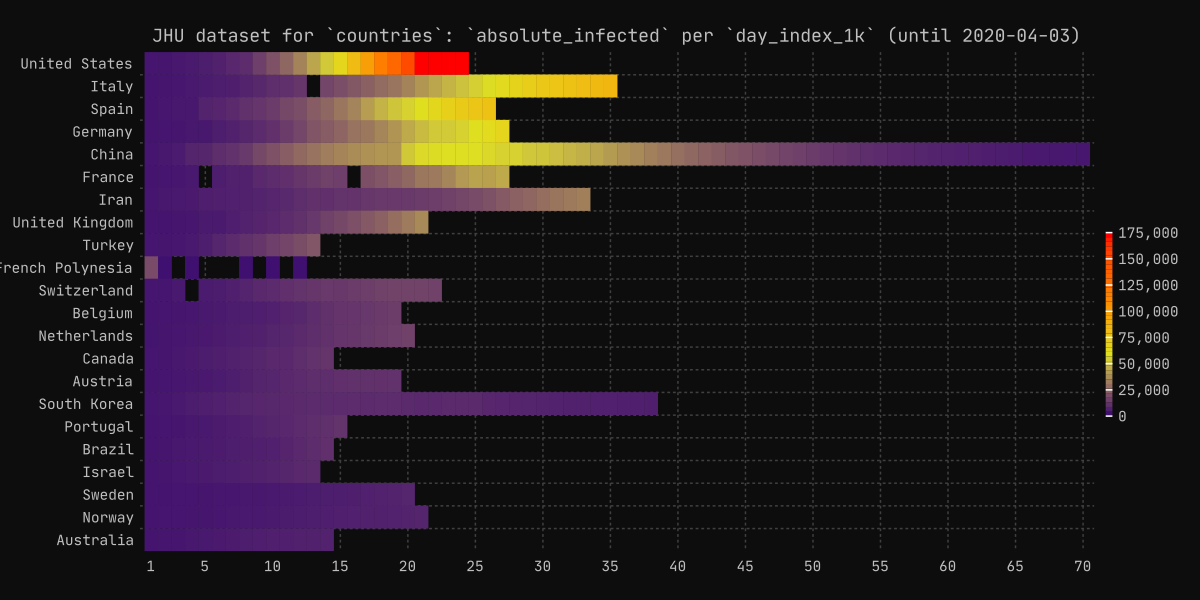 JHU dataset for `countries`: `absolute_infected` per `day_index_1k` (until 2020-04-03)
United States
Italy
Spain
Germany
China
France
Iran
United Kingdom
Turkey
French Polynesia
Switzerland
Belgium
Netherlands
Canada
Austria
South Korea
Portugal
Brazil
Israel
Sweden
Norway
Australia
1 5 10 15 20 25 30 35 40 45 50 55 60 65 70
175,000
150,000
125,000
100,000
75,000
50,000
25,000
0